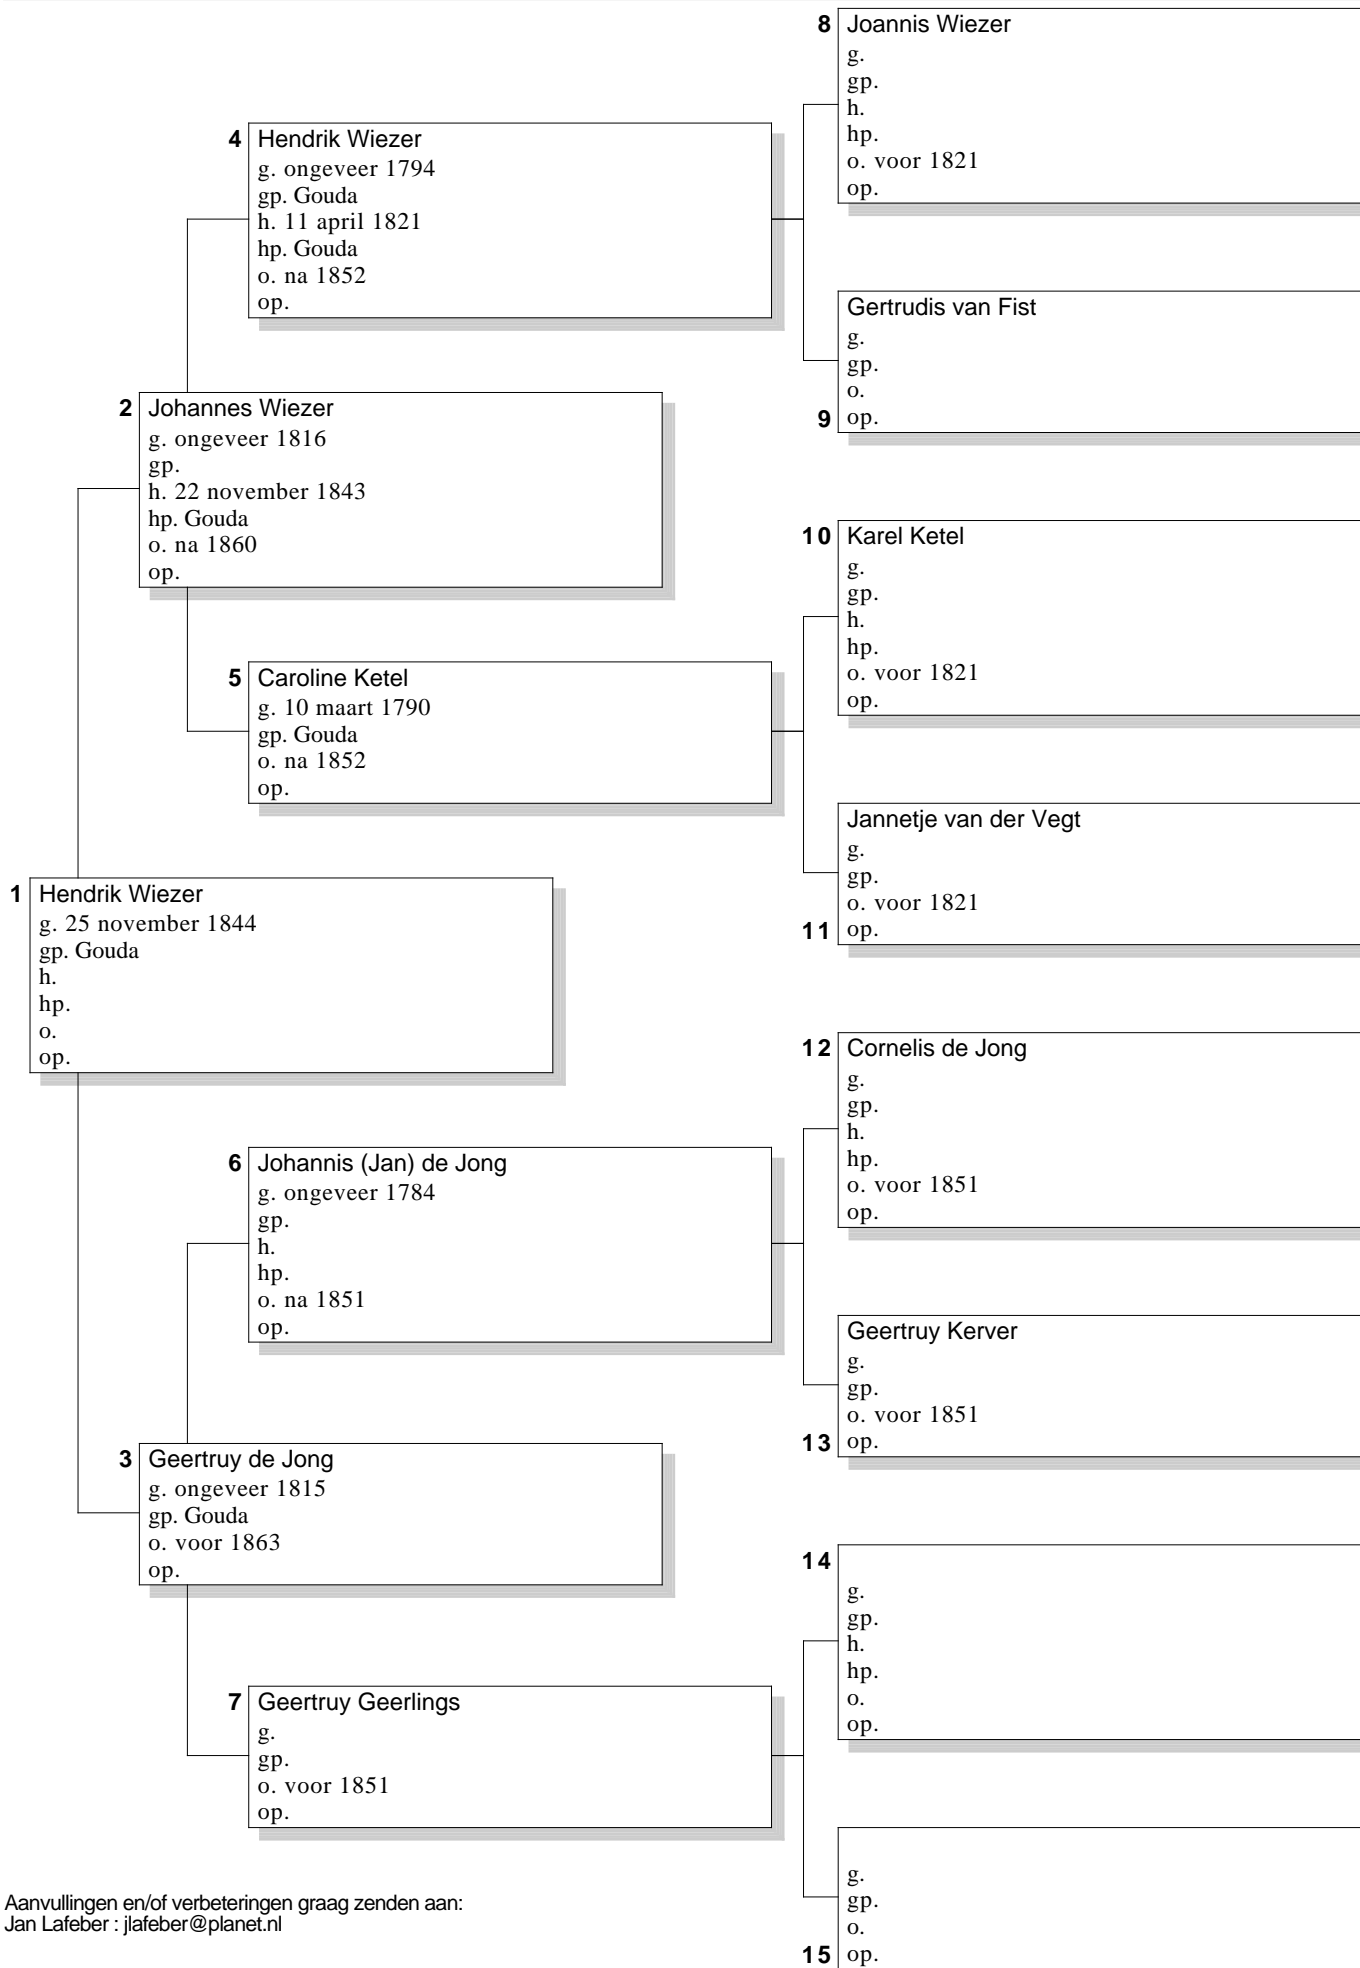 8 Joannis Wiezer
g.
gp.
h.
hp.
o. voor 1821
op.
4 Hendrik Wiezer
g. ongeveer 1794
gp. Gouda
h. 11 april 1821
hp. Gouda
o. na 1852
op.
Gertrudis van Fist
g.
gp.
o.
9 op.
2 Johannes Wiezer
g. ongeveer 1816
gp.
h. 22 november 1843
hp. Gouda
o. na 1860
op.
10 Karel Ketel
g.
gp.
h.
hp.
o. voor 1821
op.
5 Caroline Ketel
g. 10 maart 1790
gp. Gouda
o. na 1852
op.
Jannetje van der Vegt
g.
gp.
o. voor 1821
11 op.
1 Hendrik Wiezer
g. 25 november 1844
gp. Gouda
h.
hp.
o.
op.
12 Cornelis de Jong
g.
gp.
h.
hp.
o. voor 1851
op.
6 Johannis (Jan) de Jong
g. ongeveer 1784
gp.
h.
hp.
o. na 1851
op.
Geertruy Kerver
g.
gp.
o. voor 1851
13 op.
3 Geertruy de Jong
g. ongeveer 1815
gp. Gouda
o. voor 1863
op.
14
g.
gp.
h.
hp.
o.
op.
7 Geertruy Geerlings
g.
gp.
o. voor 1851
op.
g.
gp.
o.
15 op.
Aanvullingen en/of verbeteringen graag zenden aan:
Jan Lafeber : jlafeber@planet.nl